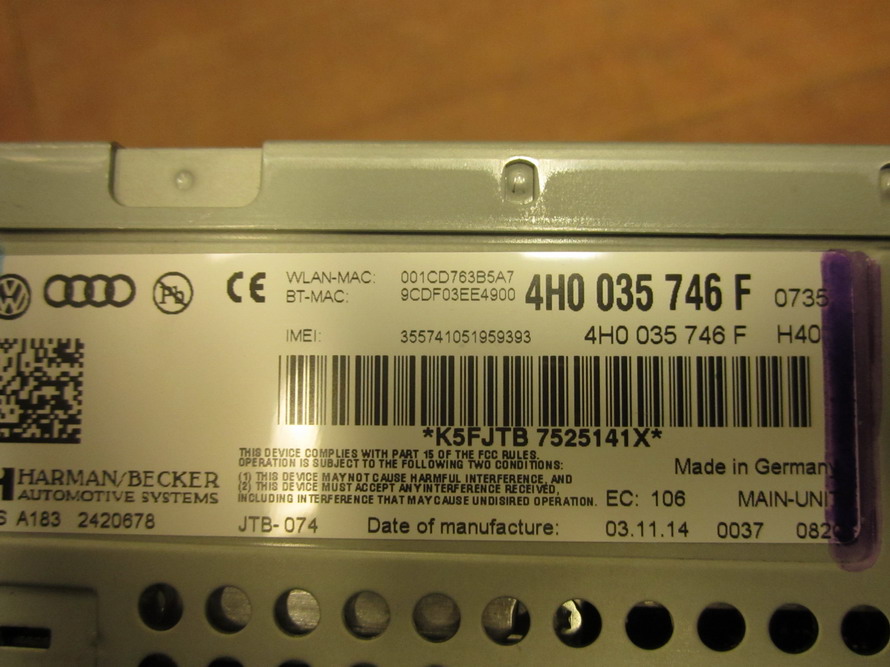 CE WLAN-MAC: 001CD763B5A7 4H0 035 746 F 0735
BT-MAC: 9CDF03EE4900
Pb
IMEI: 355741051959393 4H0 035 746 F H40
*K5FJTB 7525141X*
THIS DEVICE COMPLIES WITH PART 15 OF THE FCC RULES.
OPERATION IS SUBJECT TO THE FOLLOWING TWO CONDITIONS:
(1) THIS DEVICE MAY NOT CAUSE HARMFUL INTERFERENCE, AND
(2) THIS DEVICE MUST ACCEPT ANY INTERFERENCE RECEIVED,
INCLUDING INTERFERENCE THAT MAY CAUSE UNDISIRED OPERATION.
Made in Germany
EC: 106 MAIN-UNIT
HARMAN/BECKER
AUTOMOTIVE SYSTEMS
S A183 2420678 JTB-074 Date of manufacture: 03.11.14 0037 082